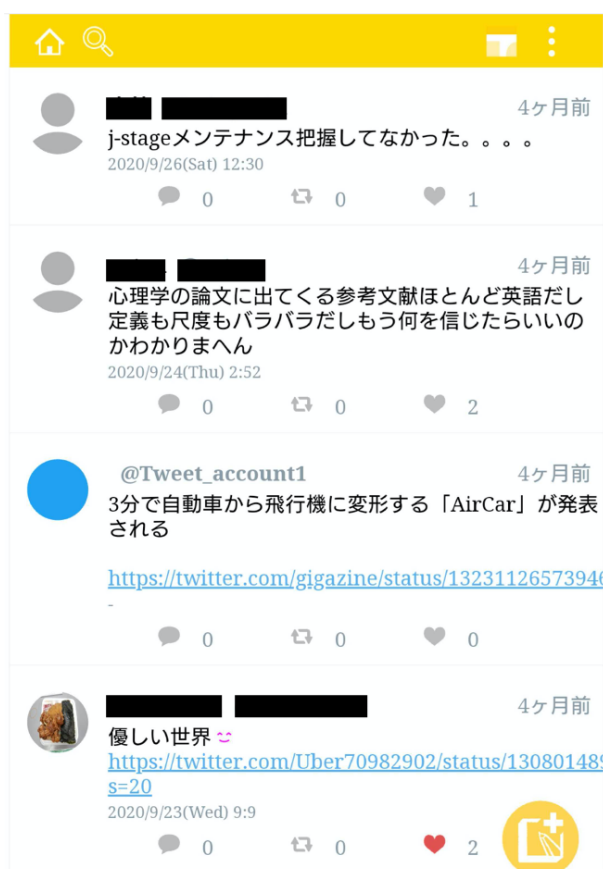 4ヶ月前
j-stageメンテナンス把握してなかった。。。。
2020/9/26(Sat) 12:30
0 0 1
4ヶ月前
心理学の論文に出てくる参考文献ほとんど英語だし
定義も尺度もバラバラだしもう何を信じたらいいの
かわかりまへん
2020/9/24(Thu) 2:52
0 0 2
@Tweet_account1 4ヶ月前
3分で自動車から飛行機に変形する「AirCar」が発表
される
https://twitter.com/gigazine/status/13231126573946
-
0 0 0
4ヶ月前
優しい世界
https://twitter.com/Uber70982902/status/130801489
s=20
2020/9/23(Wed) 9:9
0 0 2